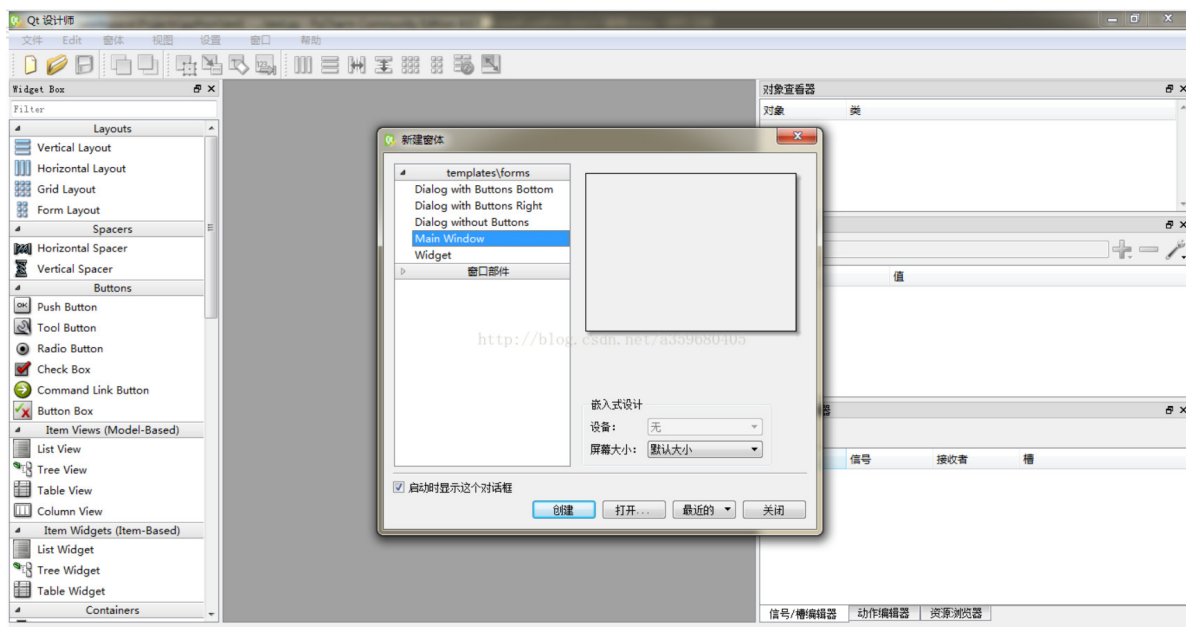 Qt 设计师
文件 Edit 窗体 视图 设置 窗口 帮助
Widget Box
Filter
Layouts
Vertical Layout
Horizontal Layout
Grid Layout
Form Layout
Spacers
Horizontal Spacer
Vertical Spacer
Buttons
Push Button
Tool Button
Radio Button
Check Box
Command Link Button
Button Box
Item Views (Model-Based)
List View
Tree View
Table View
Column View
Item Widgets (Item-Based)
List Widget
Tree Widget
Table Widget
Containers
新建窗体
templates\forms
Dialog with Buttons Bottom
Dialog with Buttons Right
Dialog without Buttons
Main Window
Widget
窗口部件
http://blog.csdn.net/a359680405
嵌入式设计
设备： 无
屏幕大小： 默认大小
启动时显示这个对话框
创建 打开... 最近的 关闭
对象查看器
对象 类
值
器
信号 接收者 槽
信号/槽编辑器 动作编辑器 资源浏览器